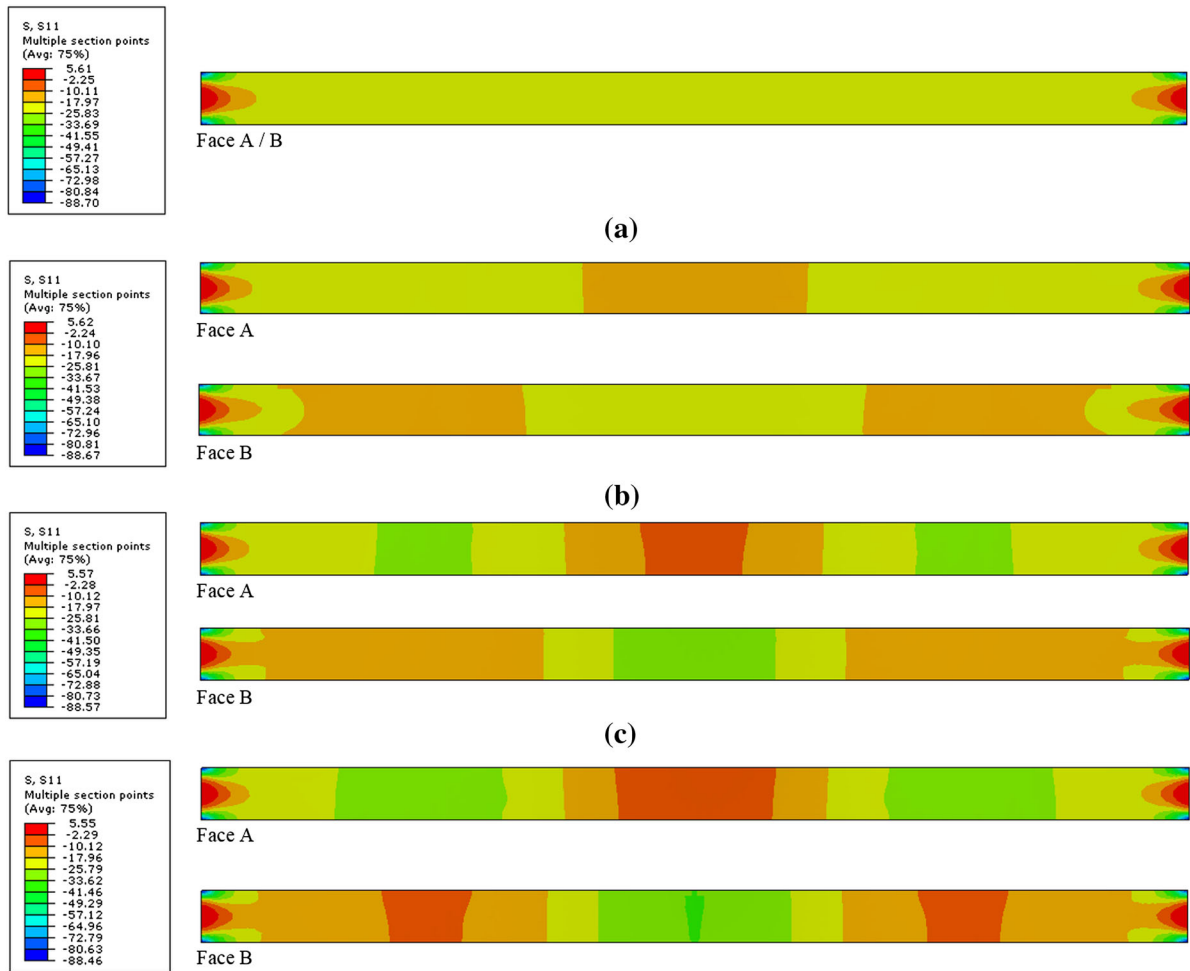 S, S11
Multiple section points
(Avg: 75%)
5.61
-2.25
-10.11
-17.97
-25.83
-33.69
-41.55
-49.41
-57.27
-65.13
-72.98
-80.84
-88.70
Face A / B
(a)
S, S11
Multiple section points
(Avg: 75%)
5.62
-2.24
-10.10
-17.96
-25.81
-33.67
-41.53
-49.38
-57.24
-65.10
-72.96
-80.81
-88.67
Face A
Face B
(b)
S, S11
Multiple section points
(Avg: 75%)
5.57
-2.28
-10.12
-17.97
-25.81
-33.66
-41.50
-49.35
-57.19
-65.04
-72.88
-80.73
-88.57
Face A
Face B
(c)
S, S11
Multiple section points
(Avg: 75%)
5.55
-2.29
-10.12
-17.96
-25.79
-33.62
-41.46
-49.29
-57.12
-64.96
-72.79
-80.63
-88.46
Face A
Face B